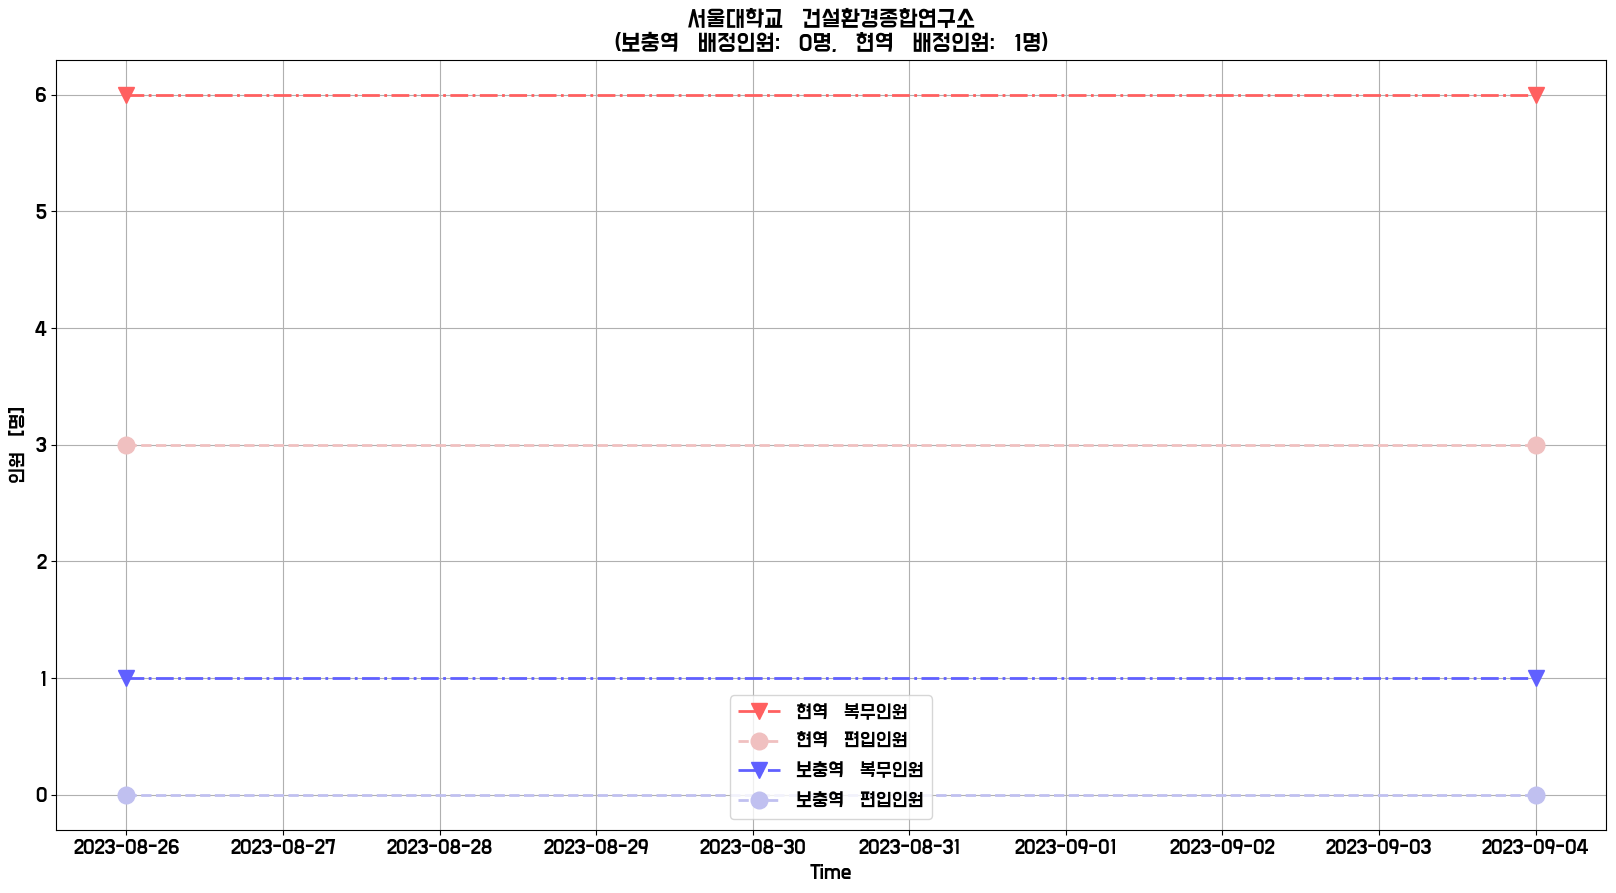 서울대학교 건설환경종합연구소
(보충역 배정인원: 0명, 현역 배정인원: 1명)
6
5
4
3
2
1
0
인원 [명]
현역 복무인원
현역 편입인원
보충역 복무인원
보충역 편입인원
2023-08-26 2023-08-27 2023-08-28 2023-08-29 2023-08-30 2023-08-31 2023-09-01 2023-09-02 2023-09-03 2023-09-04
Time